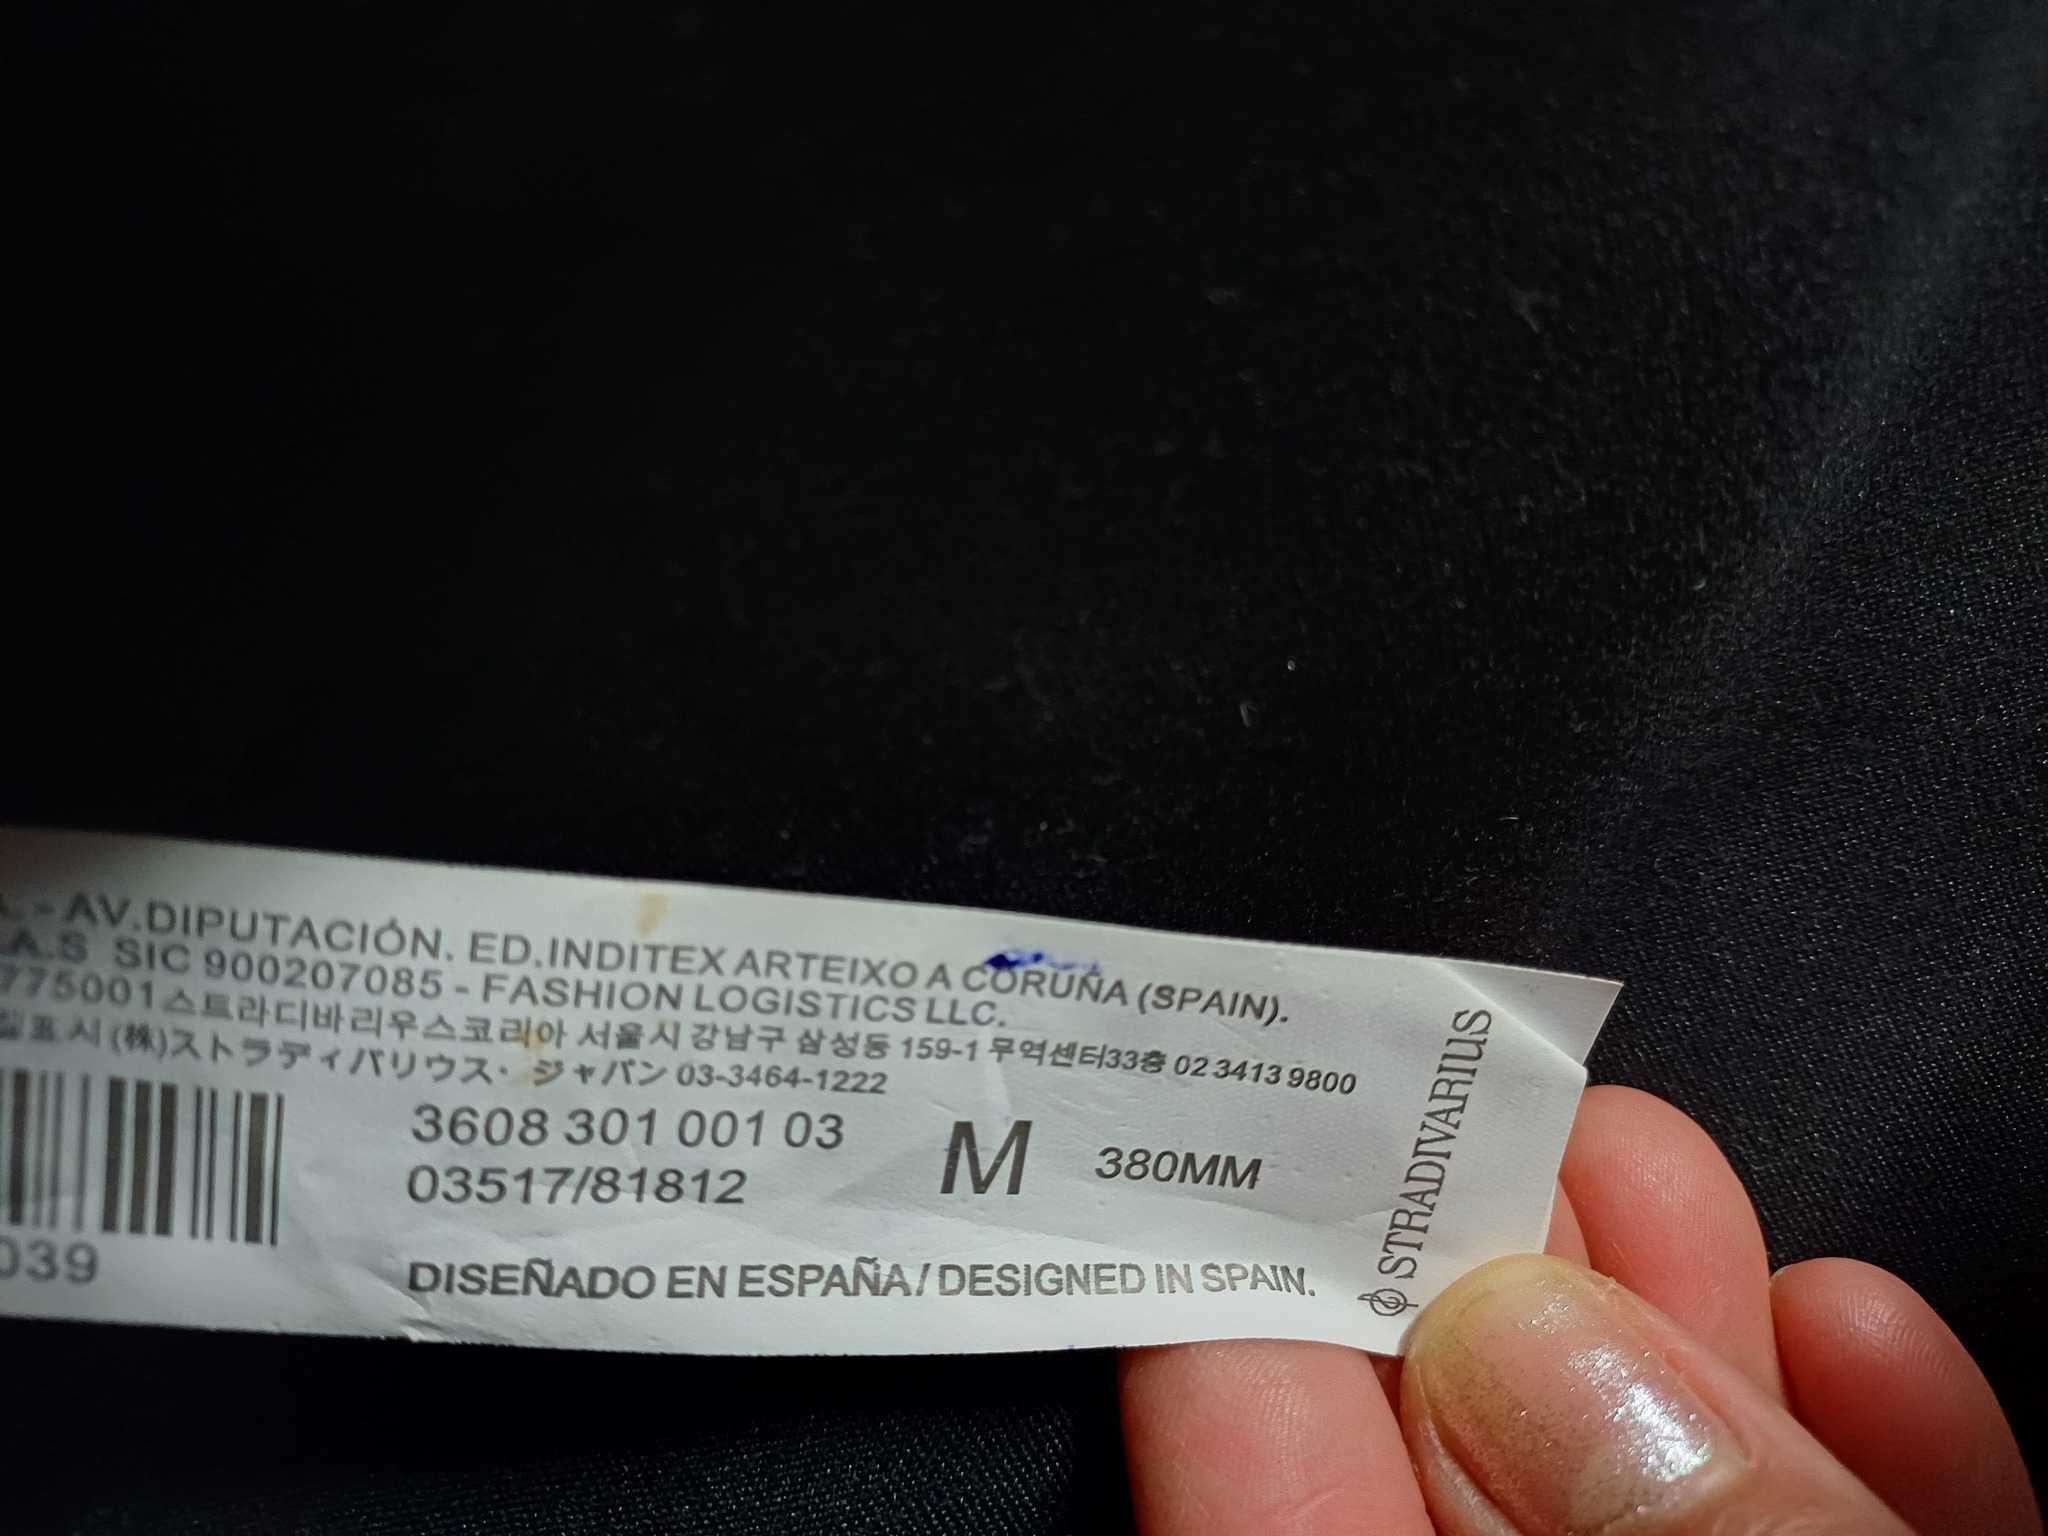 - AV.DIPUTACIÓN. ED.INDITEX ARTEIXO A CORUÑA (SPAIN).
.A.S SIC 900207085 - FASHION LOGISTICS LLC.
775001 스트라디바리우스코리아 서울시 강남구 삼성동 159-1 무역센터33층 02 3413 9800
표시 (株)ストラディバリウス・ジャパン 03-3464-1222
3608 301 001 03
03517/81812
M
380MM
039
DISEÑADO EN ESPAÑA / DESIGNED IN SPAIN.
STRADIVARIUS